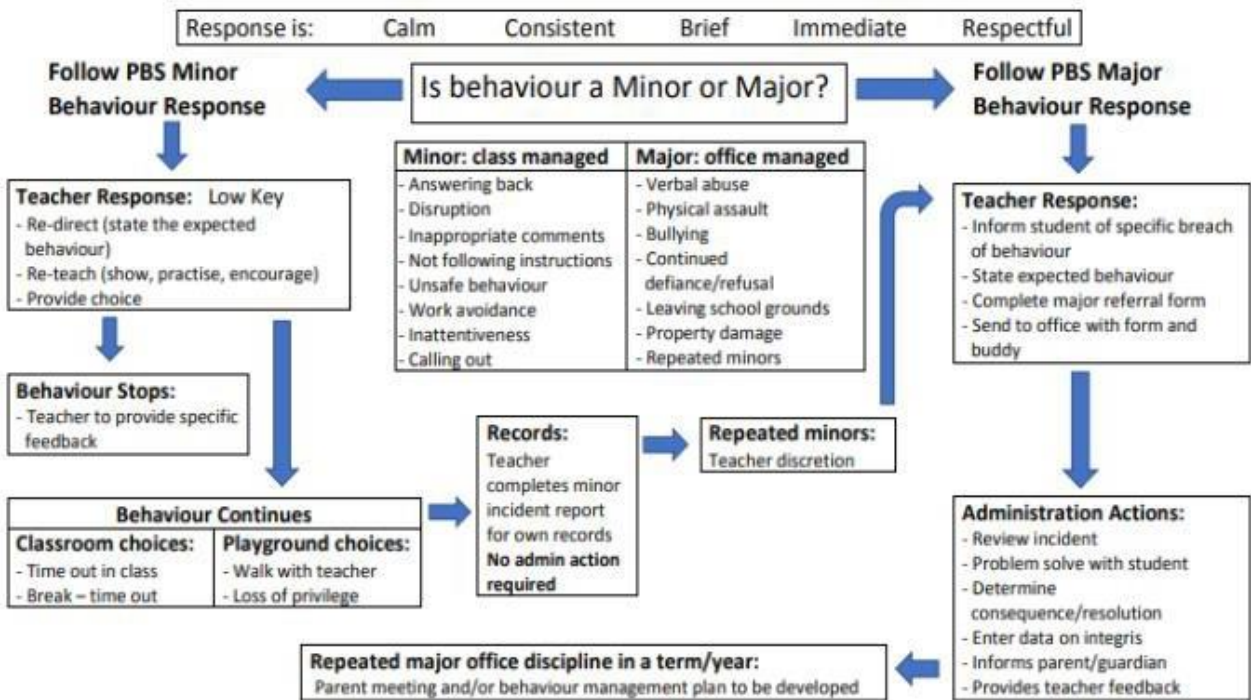 Response is: Calm Consistent Brief Immediate Respectful
Follow PBS Minor
Behaviour Response
Is behaviour a Minor or Major?
Follow PBS Major
Behaviour Response
Teacher Response: Low Key
- Re-direct (state the expected
behaviour)
- Re-teach (show, practise, encourage)
- Provide choice
Minor: class managed
- Answering back
- Disruption
- Inappropriate comments
- Not following instructions
- Unsafe behaviour
- Work avoidance
- Inattentiveness
- Calling out
Major: office managed
- Verbal abuse
- Physical assault
- Bullying
- Continued
defiance/refusal
- Leaving school grounds
- Property damage
- Repeated minors
Teacher Response:
- Inform student of specific breach
of behaviour
- State expected behaviour
- Complete major referral form
- Send to office with form and
buddy
Behaviour Stops:
- Teacher to provide specific
feedback
Behaviour Continues
Classroom choices:
- Time out in class
- Break – time out
Playground choices:
- Walk with teacher
- Loss of privilege
Records:
Teacher
completes minor
incident report
for own records
No admin action
required
Repeated minors:
Teacher discretion
Administration Actions:
- Review incident
- Problem solve with student
- Determine
consequence/resolution
- Enter data on integris
- Informs parent/guardian
- Provides teacher feedback
Repeated major office discipline in a term/year:
Parent meeting and/or behaviour management plan to be developed